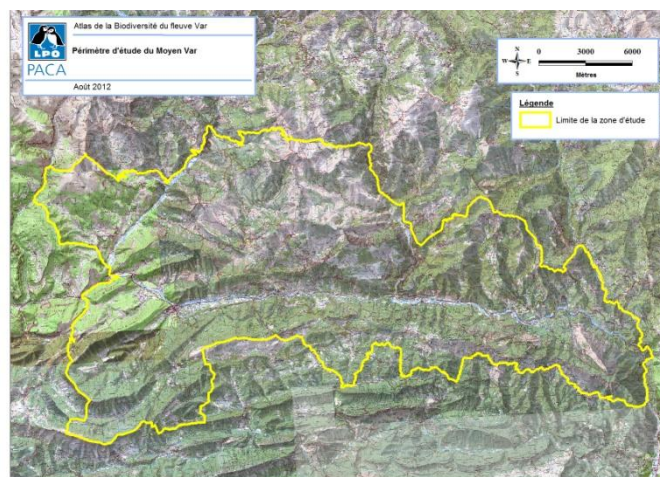 Atlas de la Biodiversité du fleuve Var
Périmètre d'étude du Moyen Var
LPO
PACA
Août 2012
N
W E
S
0 3000 6000
Mètres
Légende
Limite de la zone d'étude